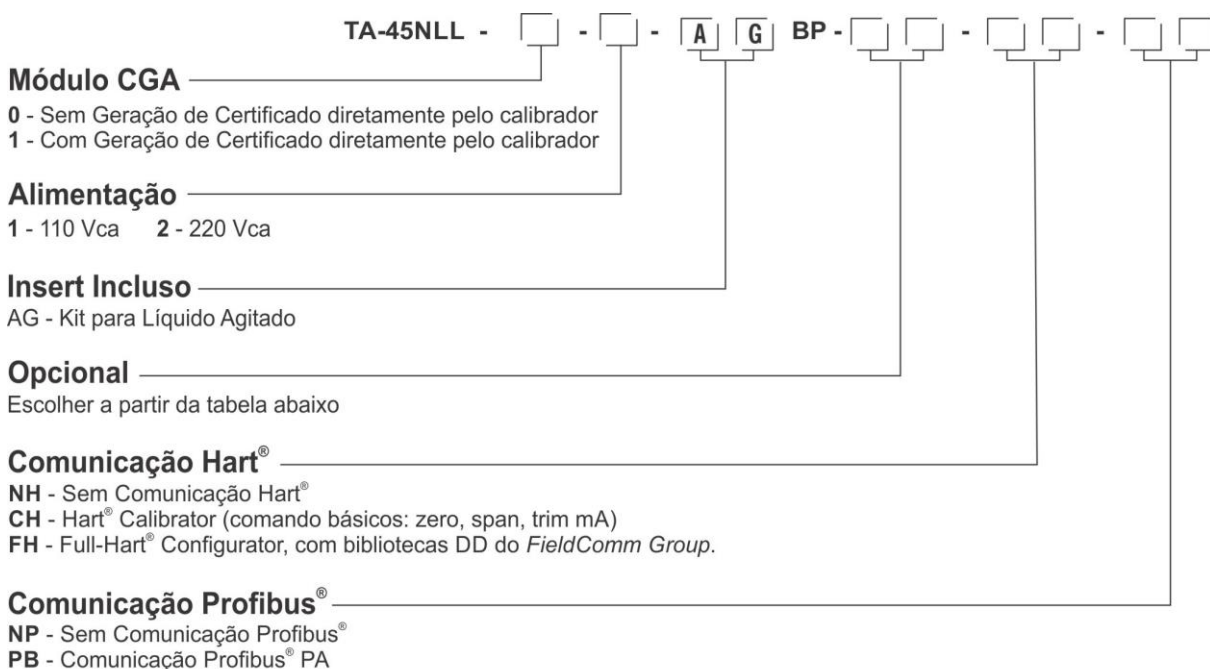 TA-45NLL - - - A G BP - - -
Módulo CGA
0 - Sem Geração de Certificado diretamente pelo calibrador
1 - Com Geração de Certificado diretamente pelo calibrador
Alimentação
1 - 110 Vca 2 - 220 Vca
Insert Incluso
AG - Kit para Líquido Agitado
Opcional
Escolher a partir da tabela abaixo
Comunicação Hart®
NH - Sem Comunicação Hart®
CH - Hart® Calibrator (comando básicos: zero, span, trim mA)
FH - Full-Hart® Configurator, com bibliotecas DD do FieldComm Group.
Comunicação Profibus®
NP - Sem Comunicação Profibus®
PB - Comunicação Profibus® PA